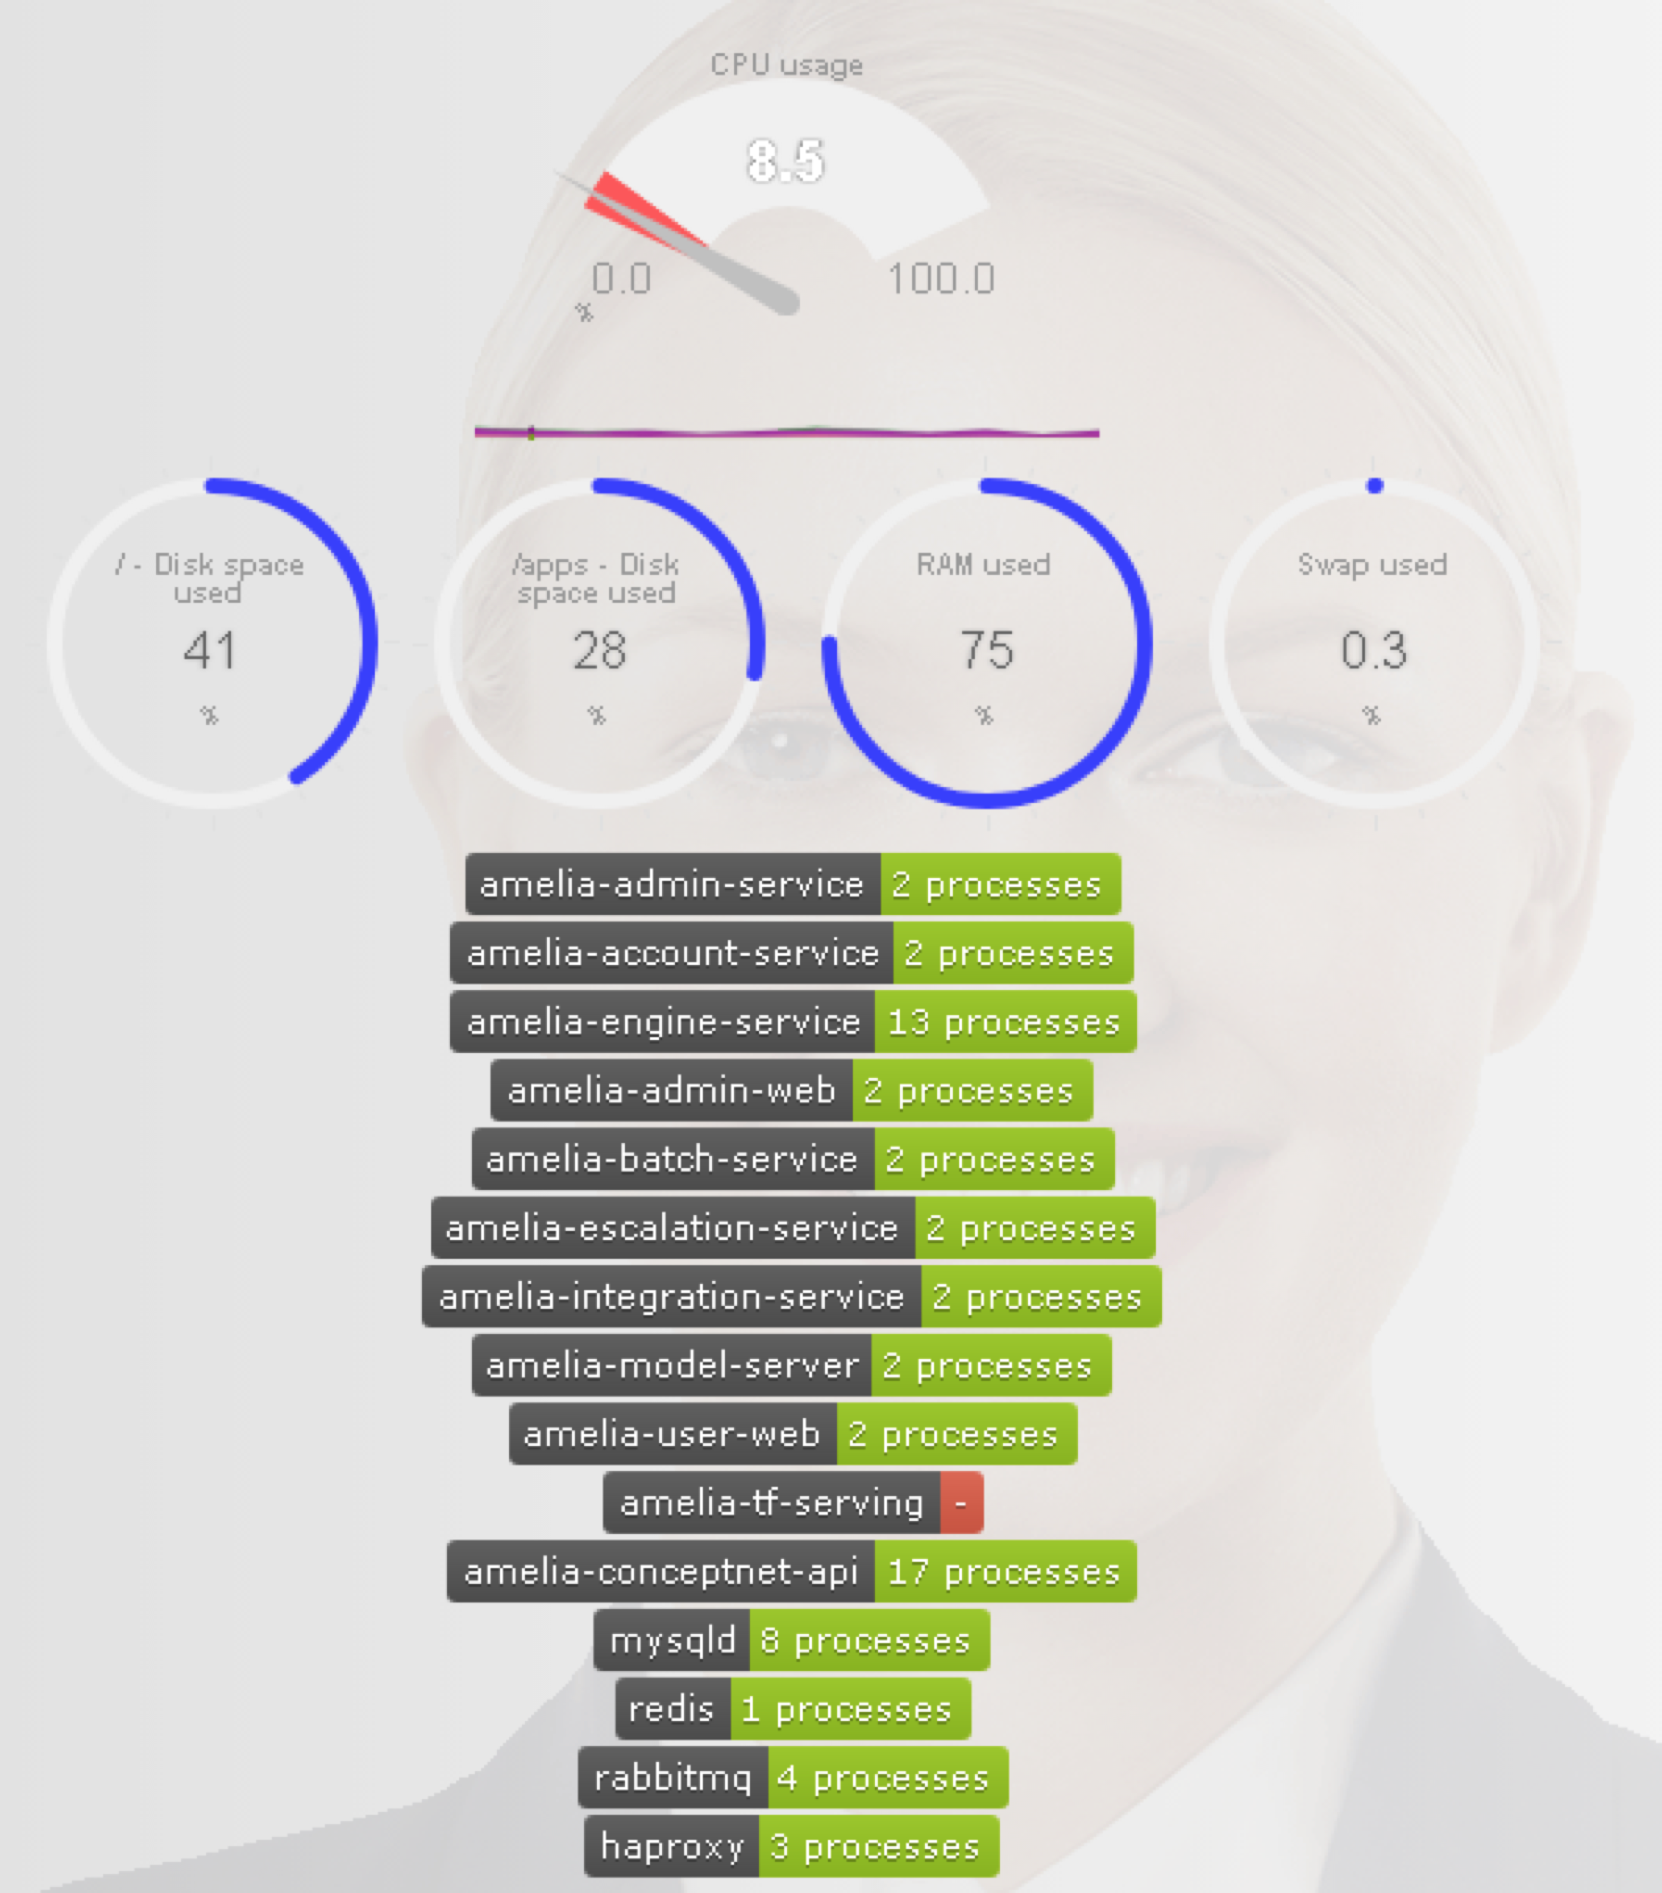 CPU usage
8.5
0.0
100.0
%
/ - Disk space
used
41
%
/apps - Disk
space used
28
%
RAM used
75
%
Swap used
0.3
%
amelia-admin-service 2 processes
amelia-account-service 2 processes
amelia-engine-service 13 processes
amelia-admin-web 2 processes
amelia-batch-service 2 processes
amelia-escalation-service 2 processes
amelia-integration-service 2 processes
amelia-model-server 2 processes
amelia-user-web 2 processes
amelia-tf-serving -
amelia-conceptnet-api 17 processes
mysqld 8 processes
redis 1 processes
rabbitmq 4 processes
haproxy 3 processes